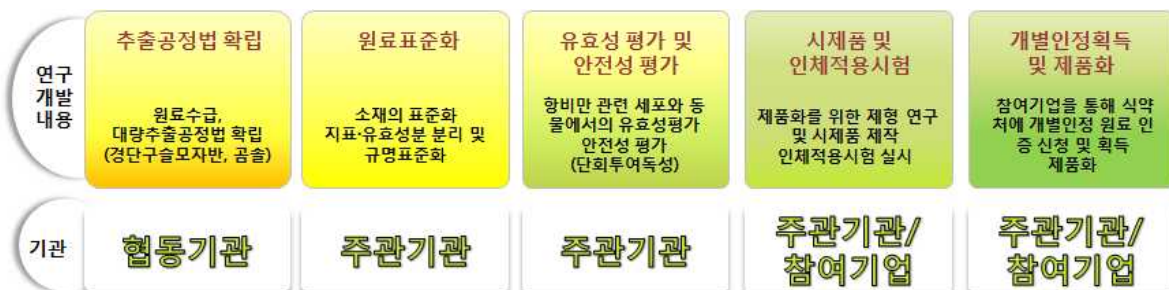 연구
개발
내용
추출공정법 확립
원료수급,
대량추출공정법 확립
(경단구슬모자반, 곰솔)
원료표준화
소재의 표준화
지표·유효성분 분리 및
규명표준화
유효성 평가 및
안전성 평가
항비만 관련 세포와 동
물에서의 유효성평가
안전성 평가
(단회투여독성)
시제품 및
인체적용시험
제품화를 위한 제형 연구
및 시제품 제작
인체적용시험 실시
개별인정획득
및 제품화
참여기업을 통해 식약
처에 개별인정 원료 인
증 신청 및 획득
제품화
기관
협동기관
주관기관
주관기관
주관기관/
참여기업
주관기관/
참여기업